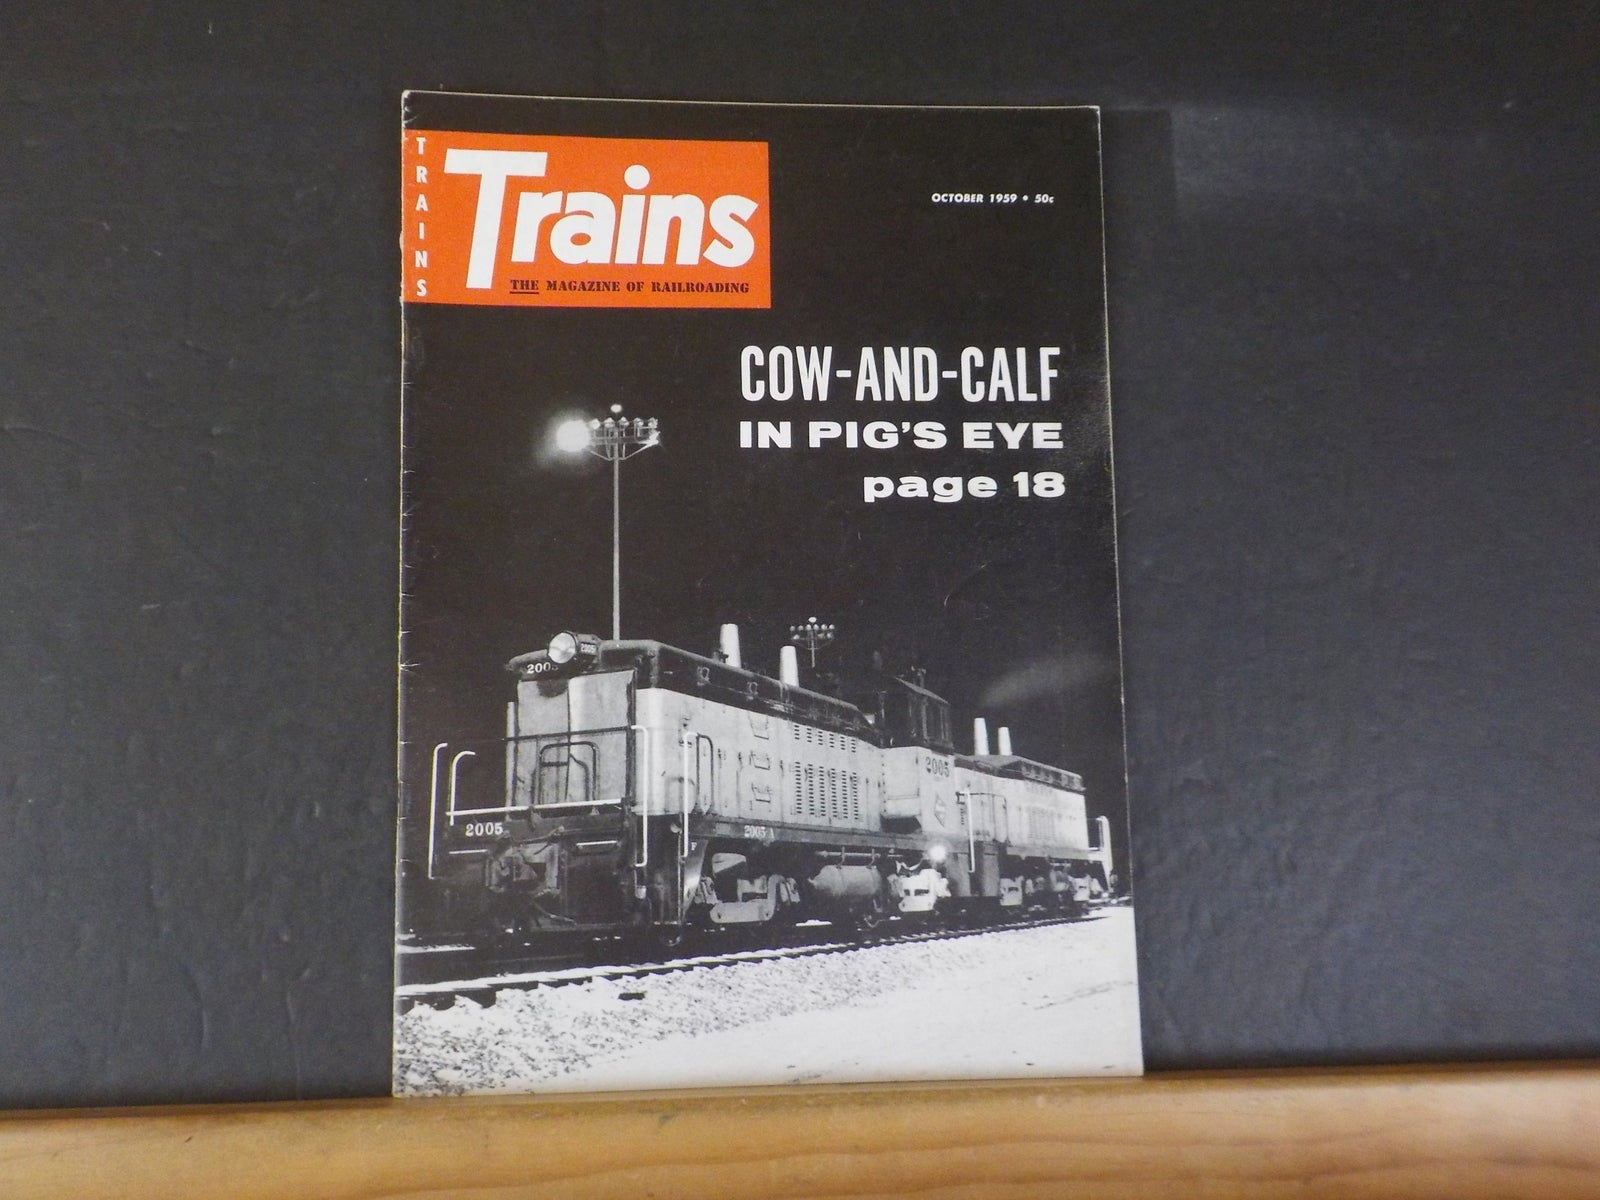 TRAINS
Trains
THE MAGAZINE OF RAILROADING
OCTOBER 1959 • 50c
COW-AND-CALF
IN PIG'S EYE
page 18
2005
2005
2005
2005
2005 A
F